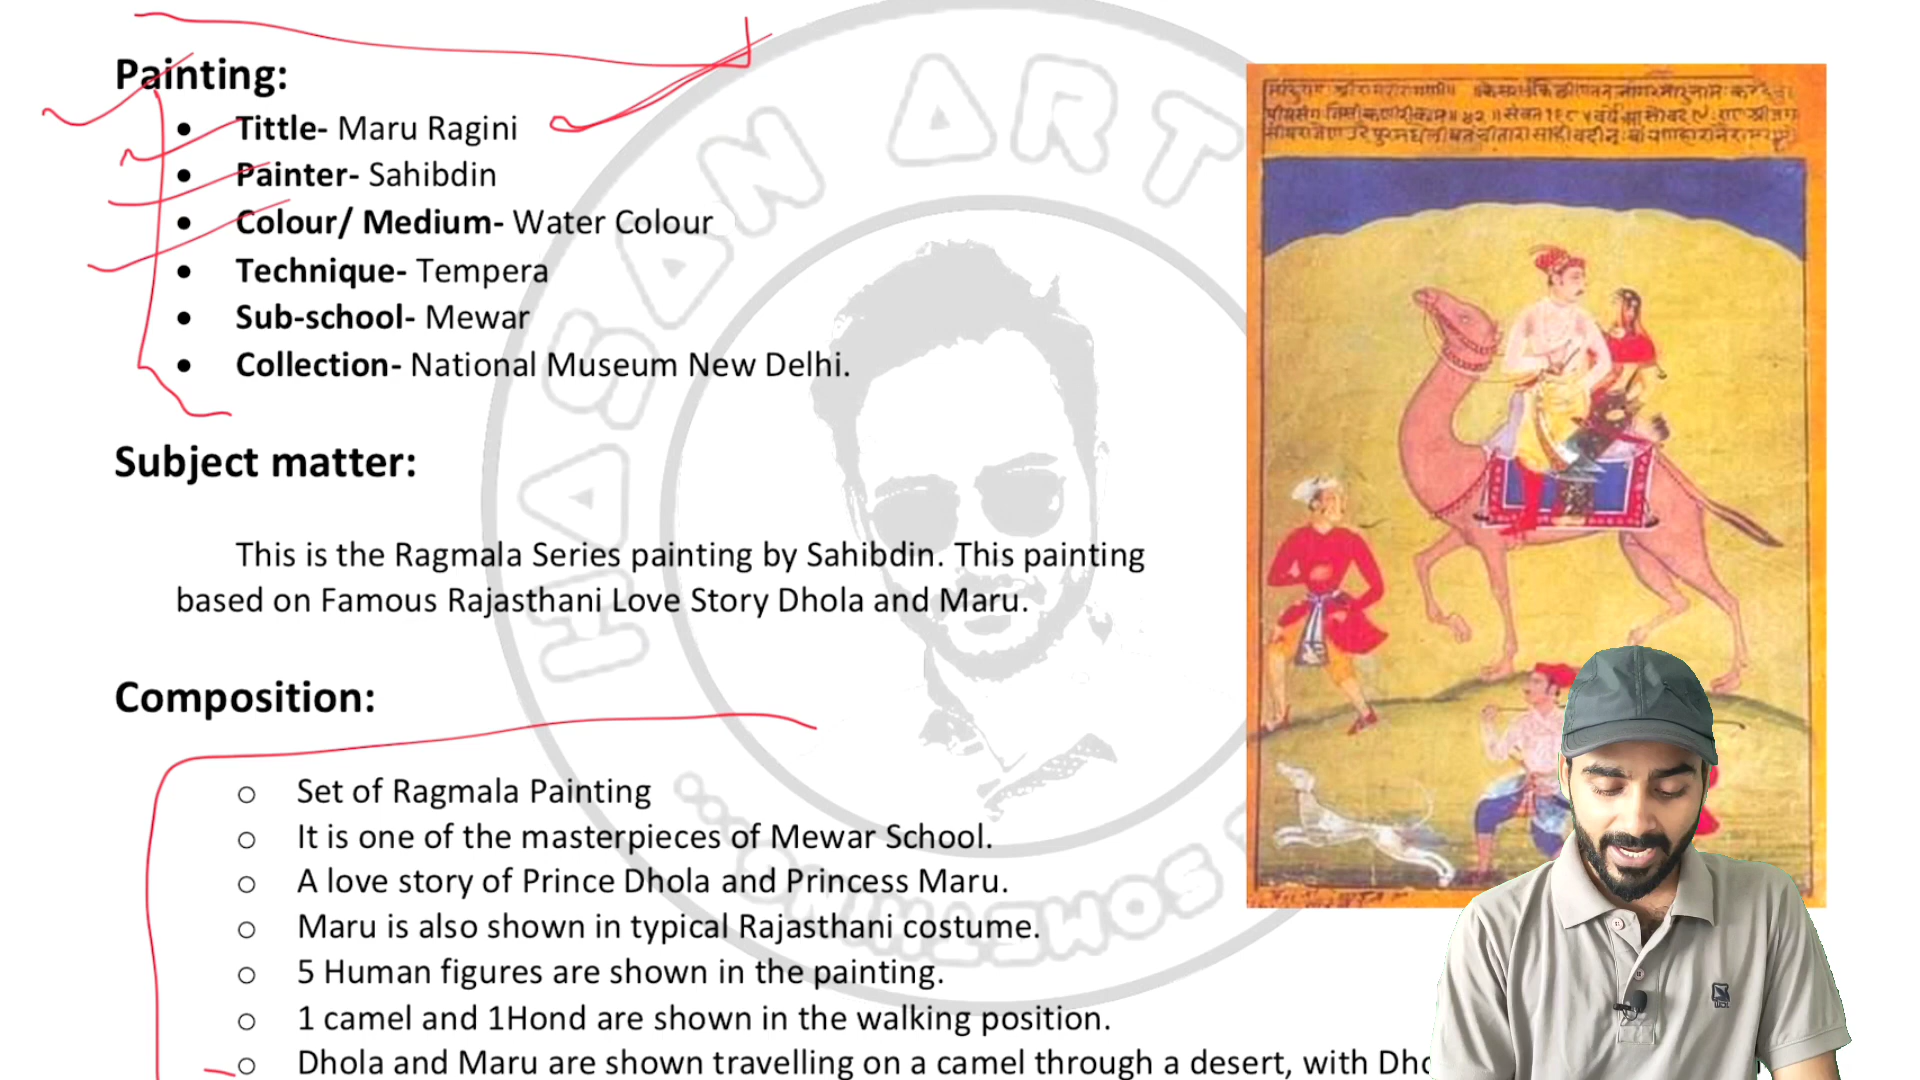 Painting:
• Tittle- Maru Ragini
• Painter- Sahibdin
• Colour/ Medium- Water Colour
• Technique- Tempera
• Sub-school- Mewar
• Collection- National Museum New Delhi.
Subject matter:
This is the Ragmala Series painting by Sahibdin. This painting
based on Famous Rajasthani Love Story Dhola and Maru.
Composition:
o Set of Ragmala Painting
o It is one of the masterpieces of Mewar School.
o A love story of Prince Dhola and Princess Maru.
o Maru is also shown in typical Rajasthani costume.
o 5 Human figures are shown in the painting.
o 1 camel and 1Hond are shown in the walking position.
o Dhola and Maru are shown travelling on a camel through a desert, with
HASAN ART
SOMETHING